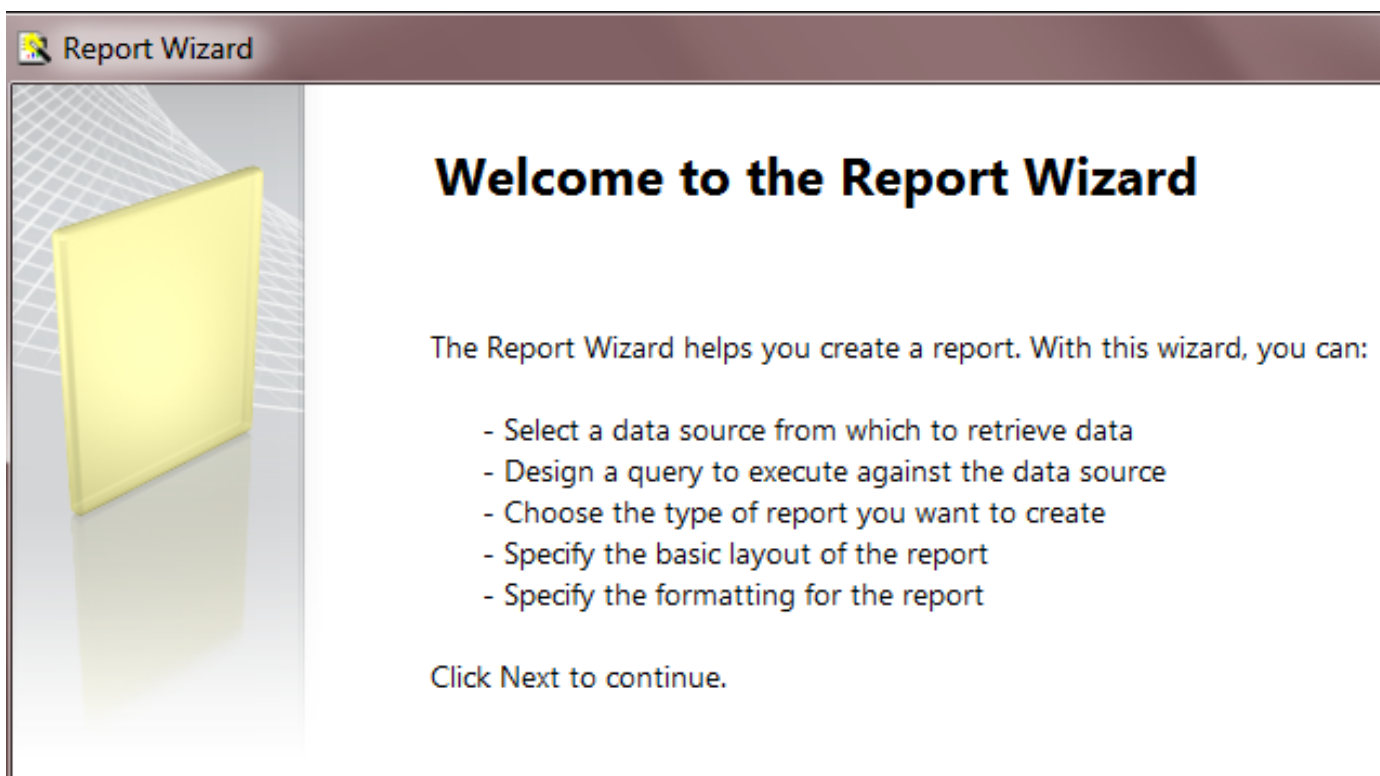 Report Wizard
Welcome to the Report Wizard
The Report Wizard helps you create a report. With this wizard, you can:
- Select a data source from which to retrieve data
- Design a query to execute against the data source
- Choose the type of report you want to create
- Specify the basic layout of the report
- Specify the formatting for the report
Click Next to continue.